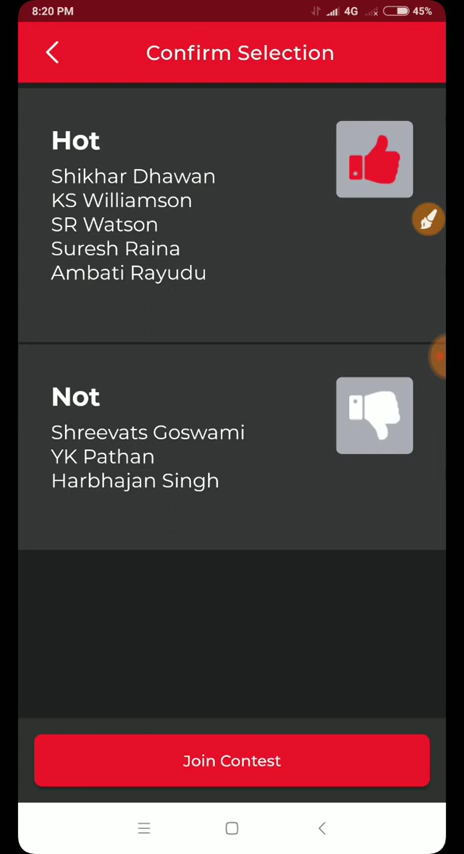 8:20 PM 4G 45%
Confirm Selection
Hot
Shikhar Dhawan
KS Williamson
SR Watson
Suresh Raina
Ambati Rayudu
Not
Shreevats Goswami
YK Pathan
Harbhajan Singh
Join Contest